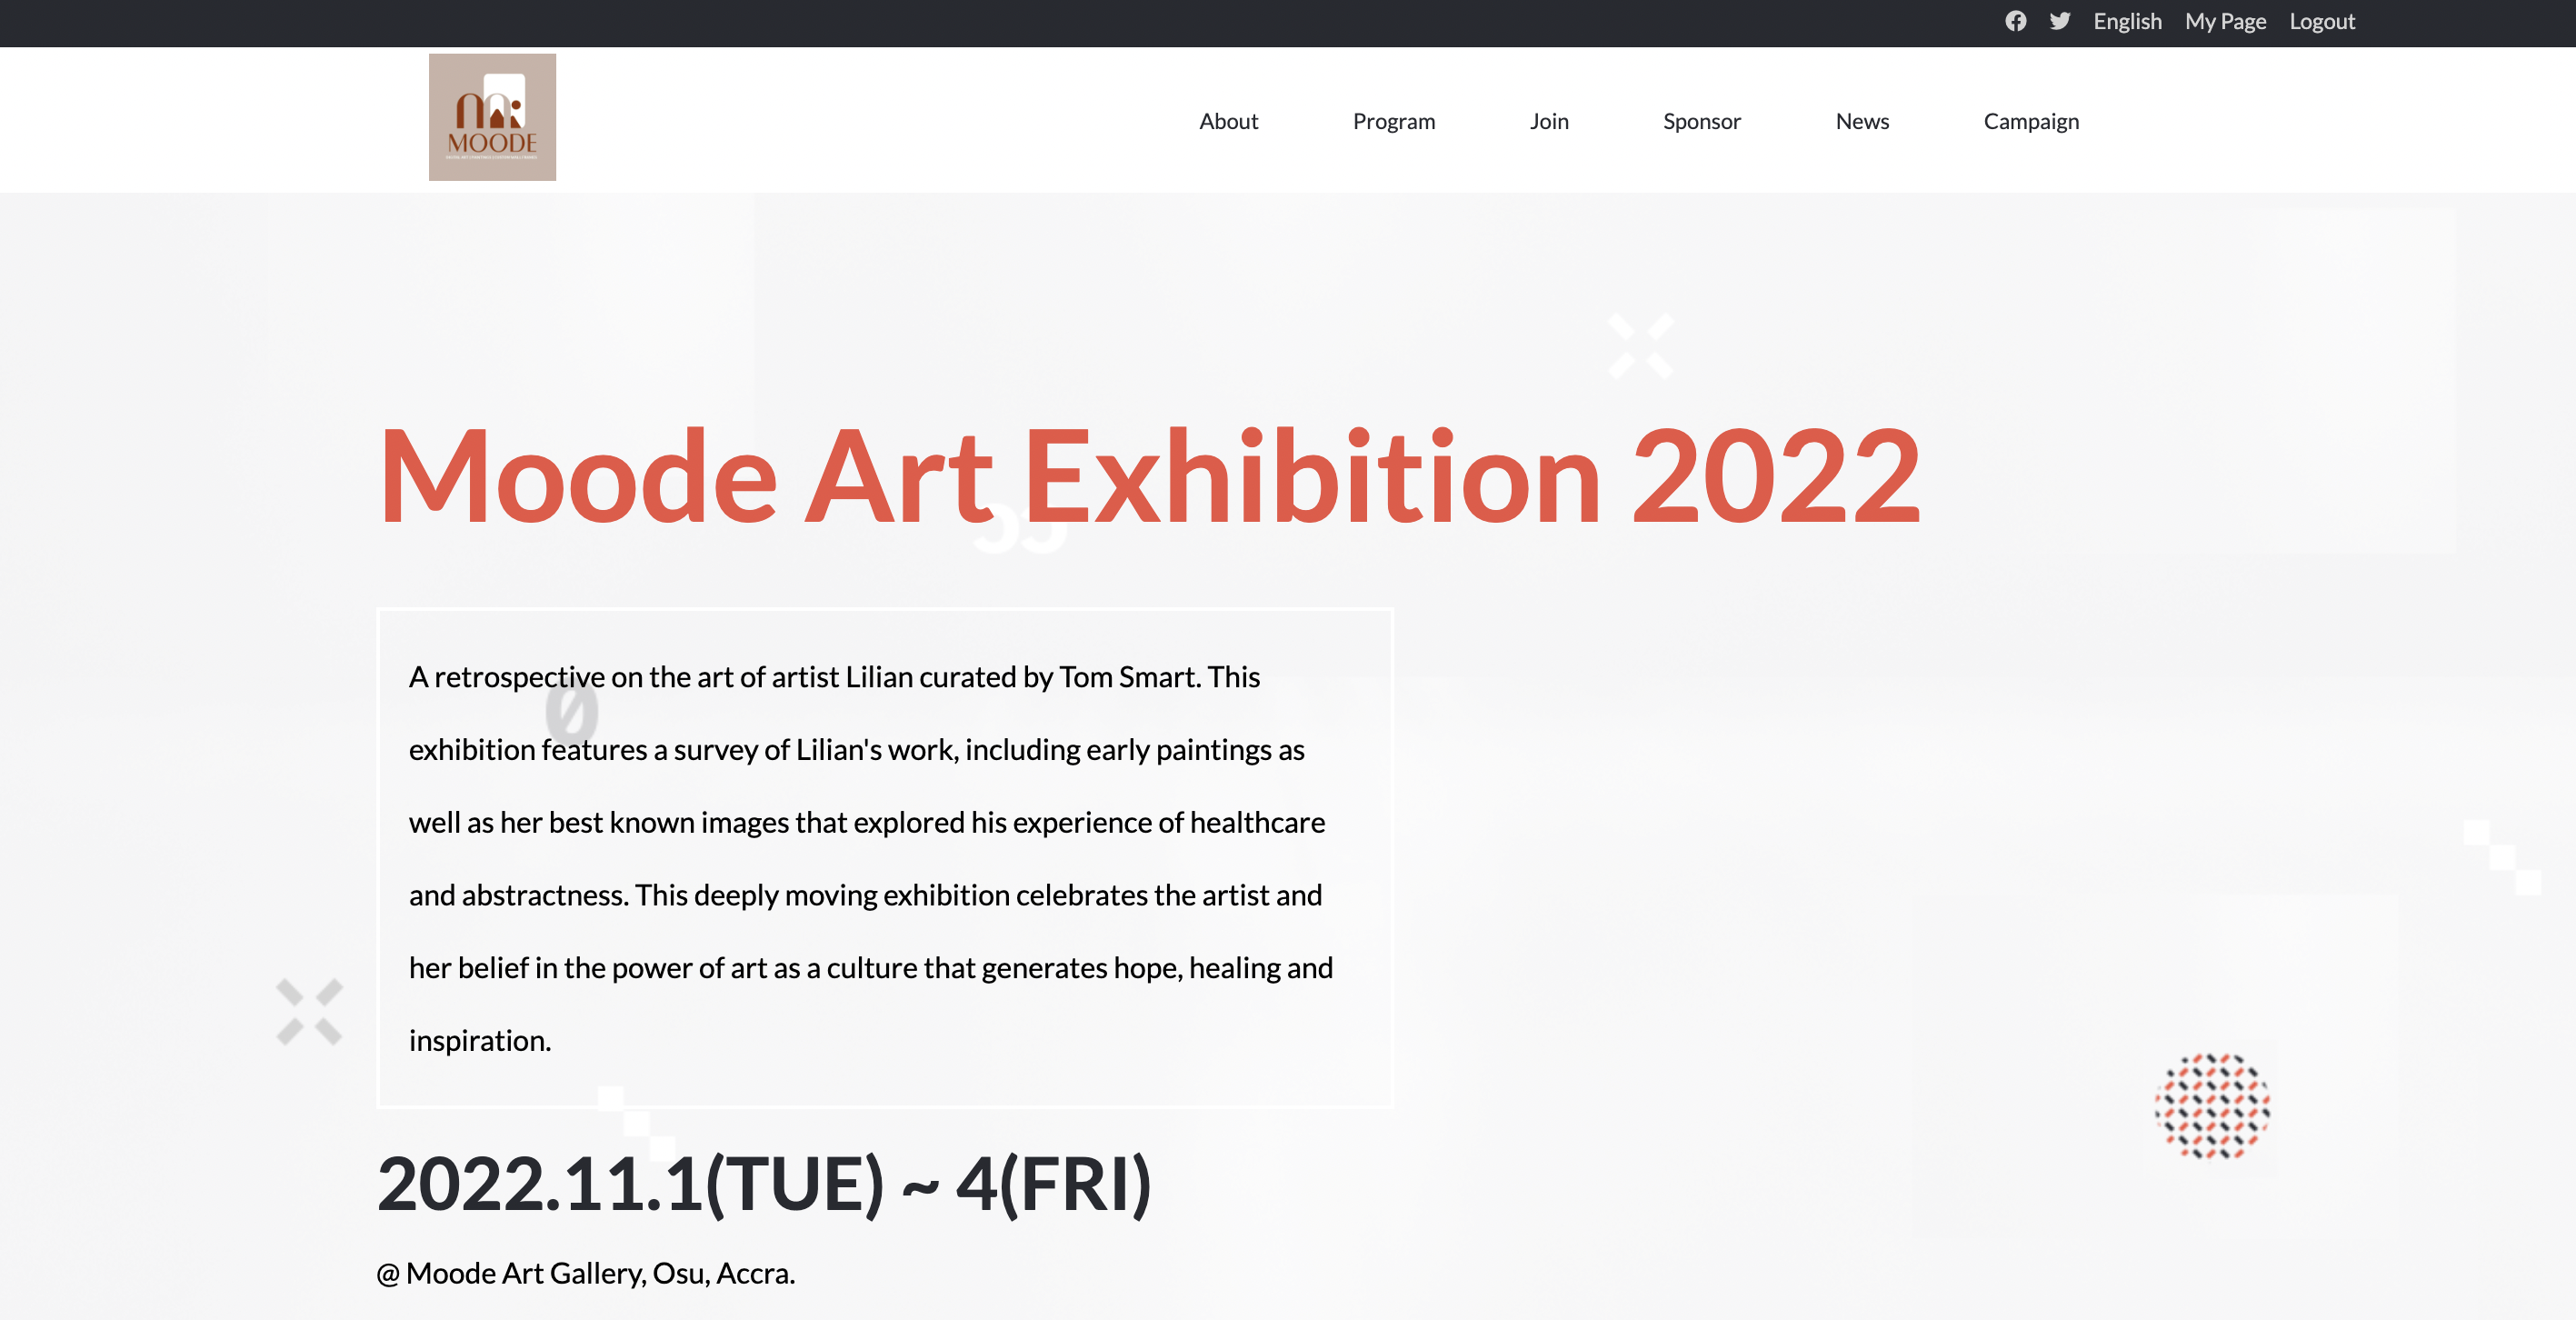 English My Page Logout
MOODE
About Program Join Sponsor News Campaign
Moode Art Exhibition 2022
A retrospective on the art of artist Lilian curated by Tom Smart. This
exhibition features a survey of Lilian's work, including early paintings as
well as her best known images that explored his experience of healthcare
and abstractness. This deeply moving exhibition celebrates the artist and
her belief in the power of art as a culture that generates hope, healing and
inspiration.
2022.11.1(TUE) ~ 4(FRI)
@ Moode Art Gallery, Osu, Accra.